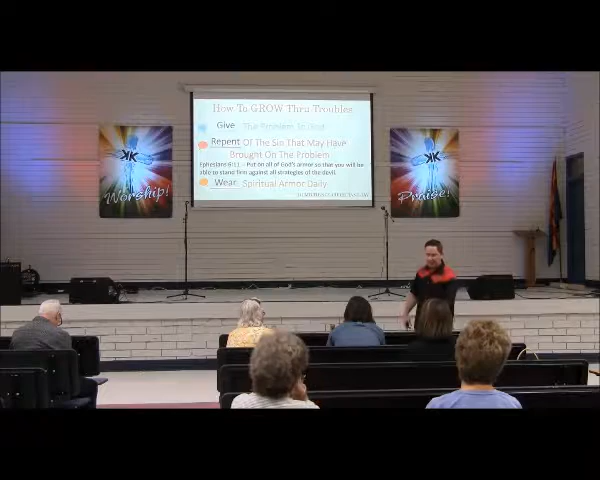 How To GROW Thru Troubles
Give The Problem To God
Repent Of The Sin That May Have
Brought On The Problem
Ephesians 6:11 - Put on all of God's armor so that you will be
able to stand firm against all strategies of the devil.
Wear Spiritual Armor Daily
Worship!
Praise!